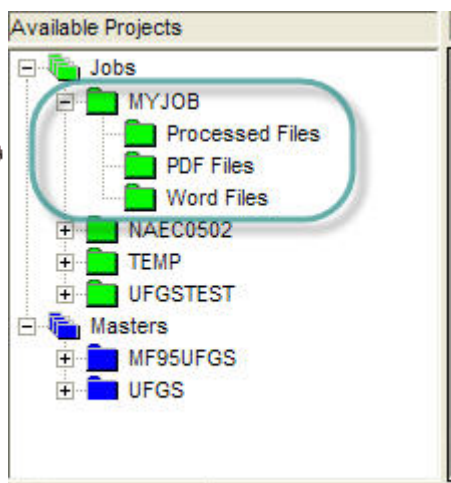 Available Projects
Jobs
MYJOB
Processed Files
PDF Files
Word Files
NAEC0502
TEMP
UFGSTEST
Masters
MF95UFGS
UFGS